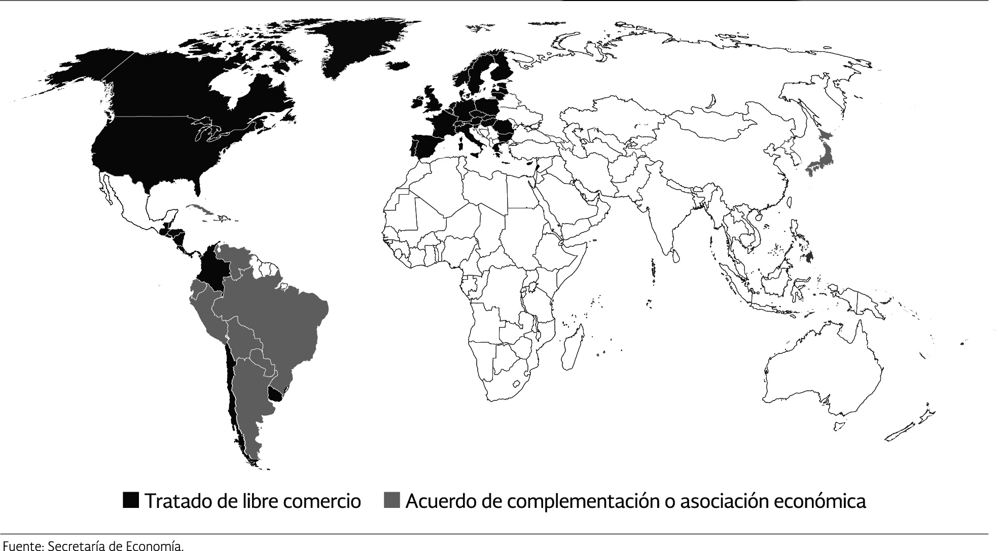 Tratado de libre comercio
Acuerdo de complementación o asociación económica
Fuente: Secretaría de Economía.